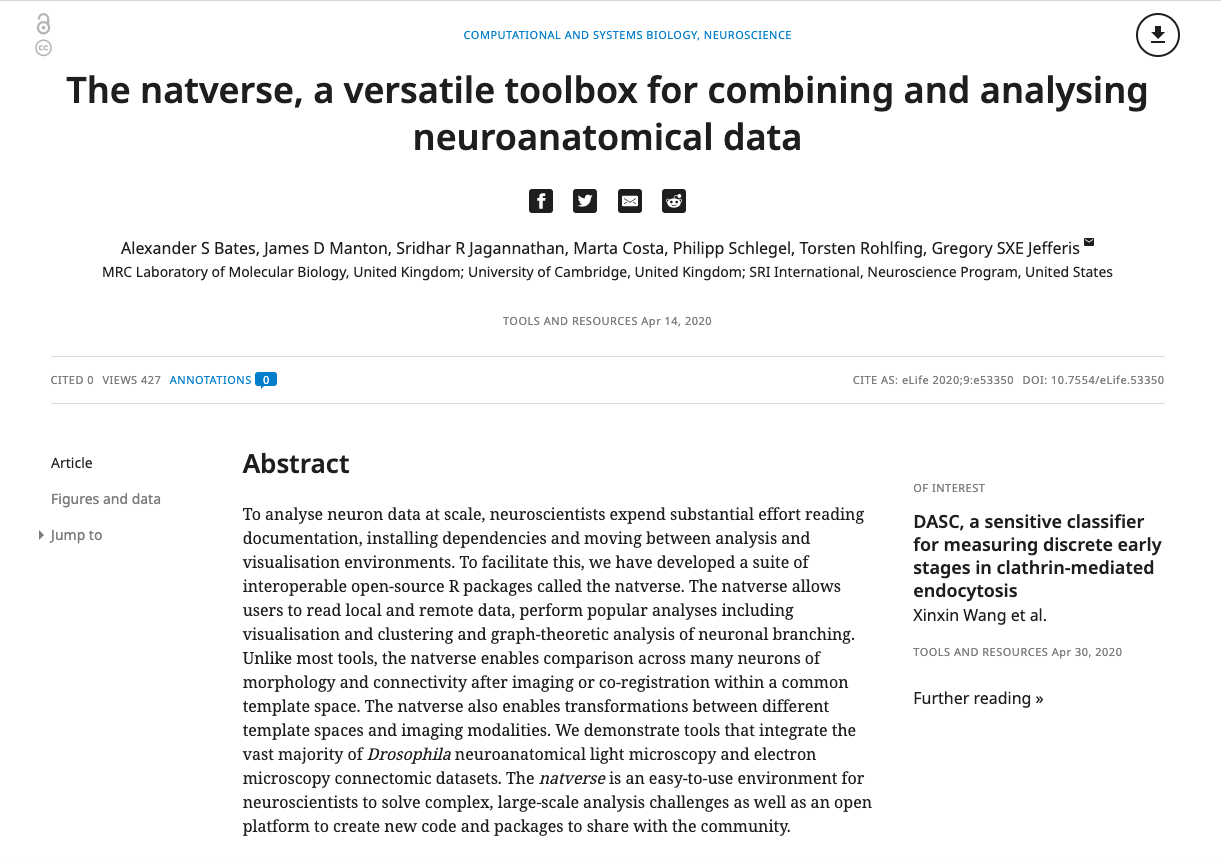 COMPUTATIONAL AND SYSTEMS BIOLOGY, NEUROSCIENCE
The natverse, a versatile toolbox for combining and analysing
neuroanatomical data
Alexander S Bates, James D Manton, Sridhar R Jagannathan, Marta Costa, Philipp Schlegel, Torsten Rohlfing, Gregory SXE Jefferis
MRC Laboratory of Molecular Biology, United Kingdom; University of Cambridge, United Kingdom; SRI International, Neuroscience Program, United States
TOOLS AND RESOURCES Apr 14, 2020
CITED 0 VIEWS 427 ANNOTATIONS 0
CITE AS: eLife 2020;9:e53350 DOI: 10.7554/eLife.53350
Article
Figures and data
Jump to
Abstract
To analyse neuron data at scale, neuroscientists expend substantial effort reading
documentation, installing dependencies and moving between analysis and
visualisation environments. To facilitate this, we have developed a suite of
interoperable open-source R packages called the natverse. The natverse allows
users to read local and remote data, perform popular analyses including
visualisation and clustering and graph-theoretic analysis of neuronal branching.
Unlike most tools, the natverse enables comparison across many neurons of
morphology and connectivity after imaging or co-registration within a common
template space. The natverse also enables transformations between different
template spaces and imaging modalities. We demonstrate tools that integrate the
vast majority of Drosophila neuroanatomical light microscopy and electron
microscopy connectomic datasets. The natverse is an easy-to-use environment for
neuroscientists to solve complex, large-scale analysis challenges as well as an open
platform to create new code and packages to share with the community.
OF INTEREST
DASC, a sensitive classifier
for measuring discrete early
stages in clathrin-mediated
endocytosis
Xinxin Wang et al.
TOOLS AND RESOURCES Apr 30, 2020
Further reading »